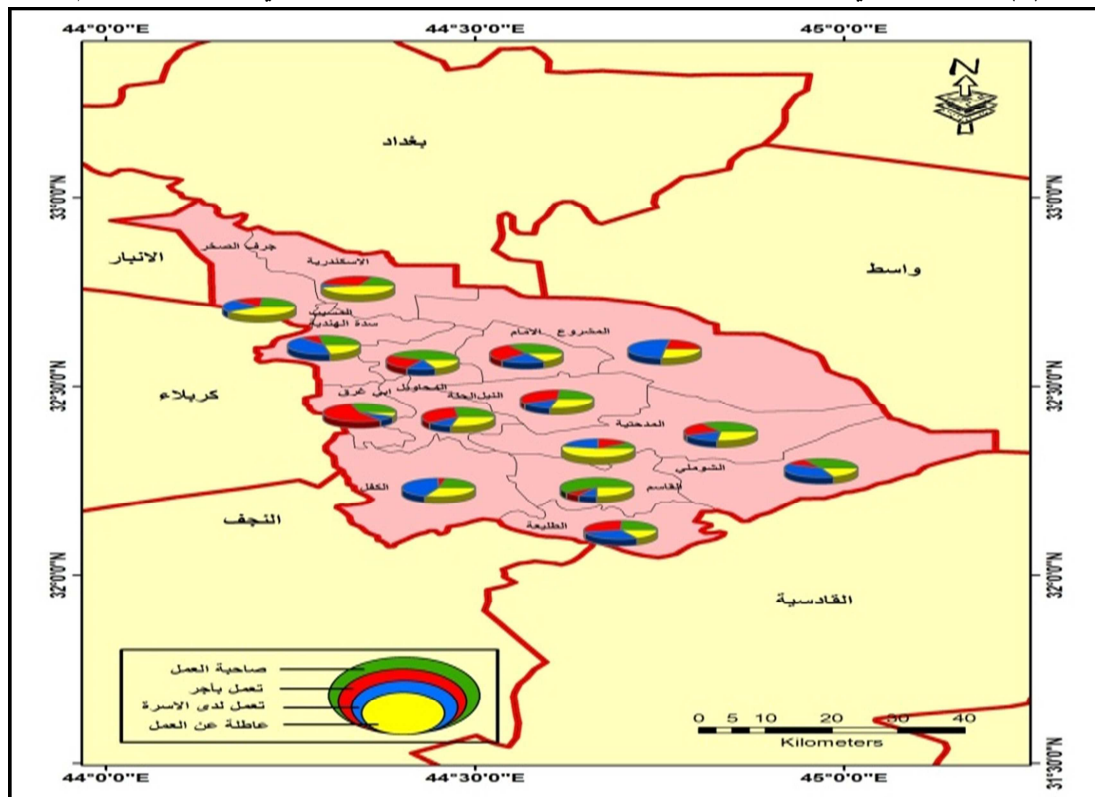 44°0'0"E
44°30'0"E
45°0'0"E
N
بغداد
33°0'0"N
33°0'0"N
جرف الصخر
الاسكندرية
الانبار
واسط
المسيب
سدة الهندية
المشروع
الامام
32°30'0"N
32°30'0"N
كربلاء
المحاويل
ابي غرق
النيل
الحلة
المدحتية
الشوملي
القاسم
الكفل
النجف
الطليعة
32°0'0"N
32°0'0"N
القادسية
صاحبة العمل
تعمل بأجر
تعمل لدى الاسرة
عاطلة عن العمل
0 5 10 20 30 40
Kilometers
31°30'0"N
44°0'0"E
44°30'0"E
45°0'0"E